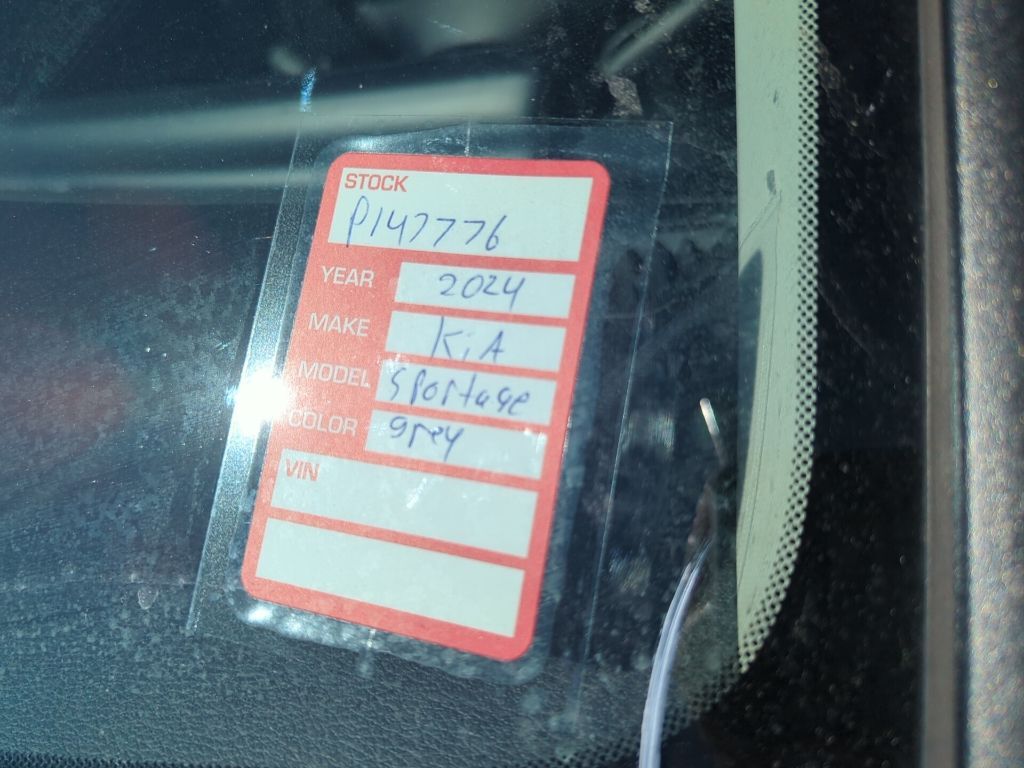 STOCK
P147776
YEAR 2024
MAKE KiA
MODEL Sportage
COLOR grey
VIN